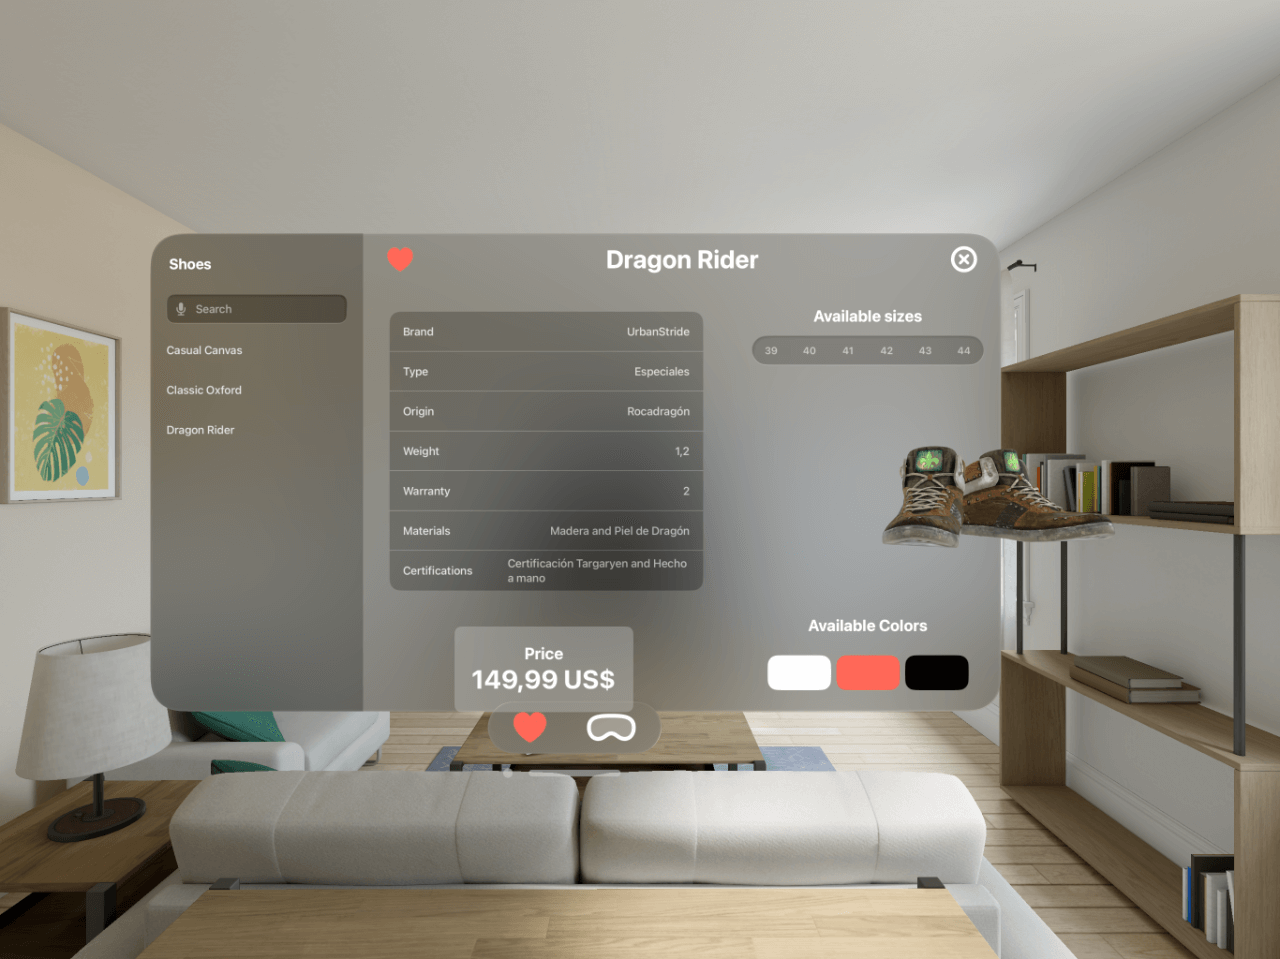 Shoes
Search
Casual Canvas
Classic Oxford
Dragon Rider
Dragon Rider
Brand UrbanStride
Type Especiales
Origin Rocadragón
Weight 1,2
Warranty 2
Materials Madera and Piel de Dragón
Certifications Certificación Targaryen and Hecho
a mano
Price
149,99 US$
Available sizes
39 40 41 42 43 44
Available Colors